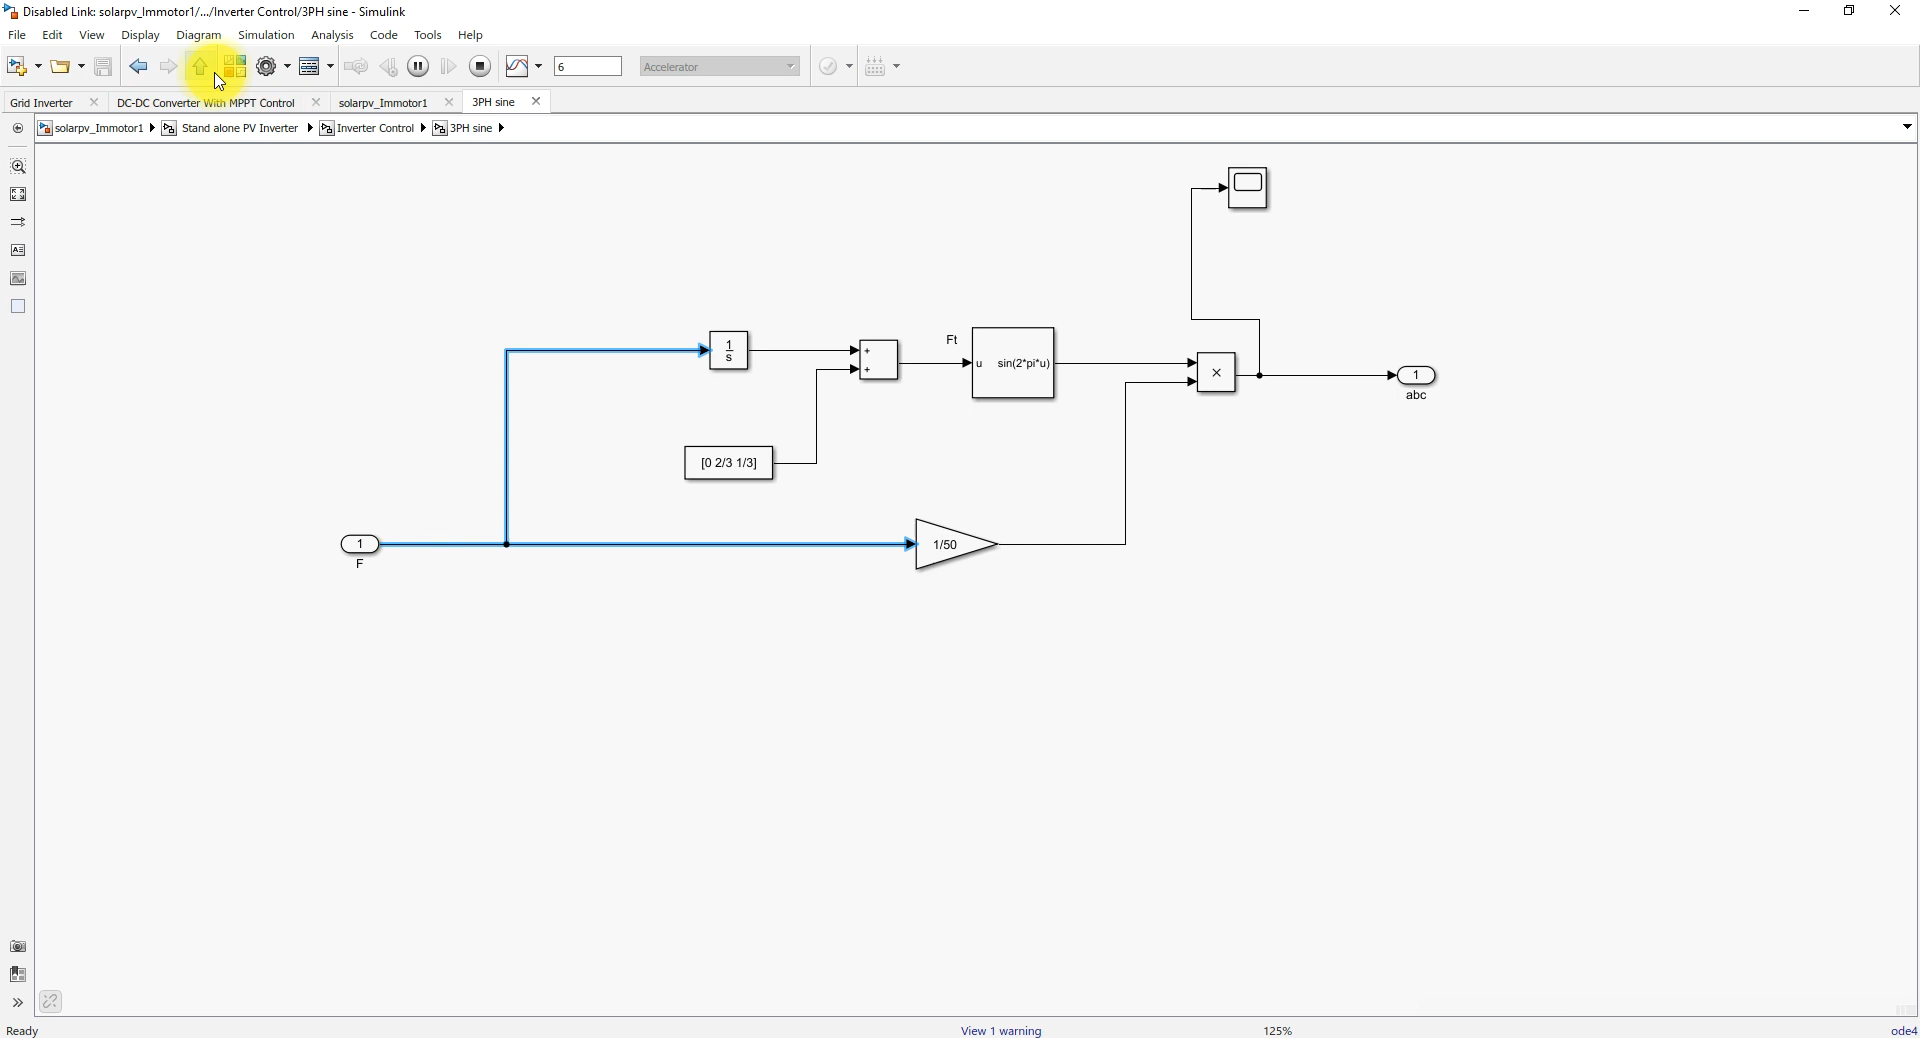 Disabled Link: solarpv_Immotor1/.../Inverter Control/3PH sine - Simulink
File Edit View Display Diagram Simulation Analysis Code Tools Help
6 Accelerator
Grid Inverter DC-DC Converter With MPPT Control solarpv_Immotor1 3PH sine
solarpv_Immotor1 Stand alone PV Inverter Inverter Control 3PH sine
1
s
+
+
Ft
u sin(2*pi*u)
×
1
abc
[0 2/3 1/3]
1
F
1/50
Ready View 1 warning 125% ode4